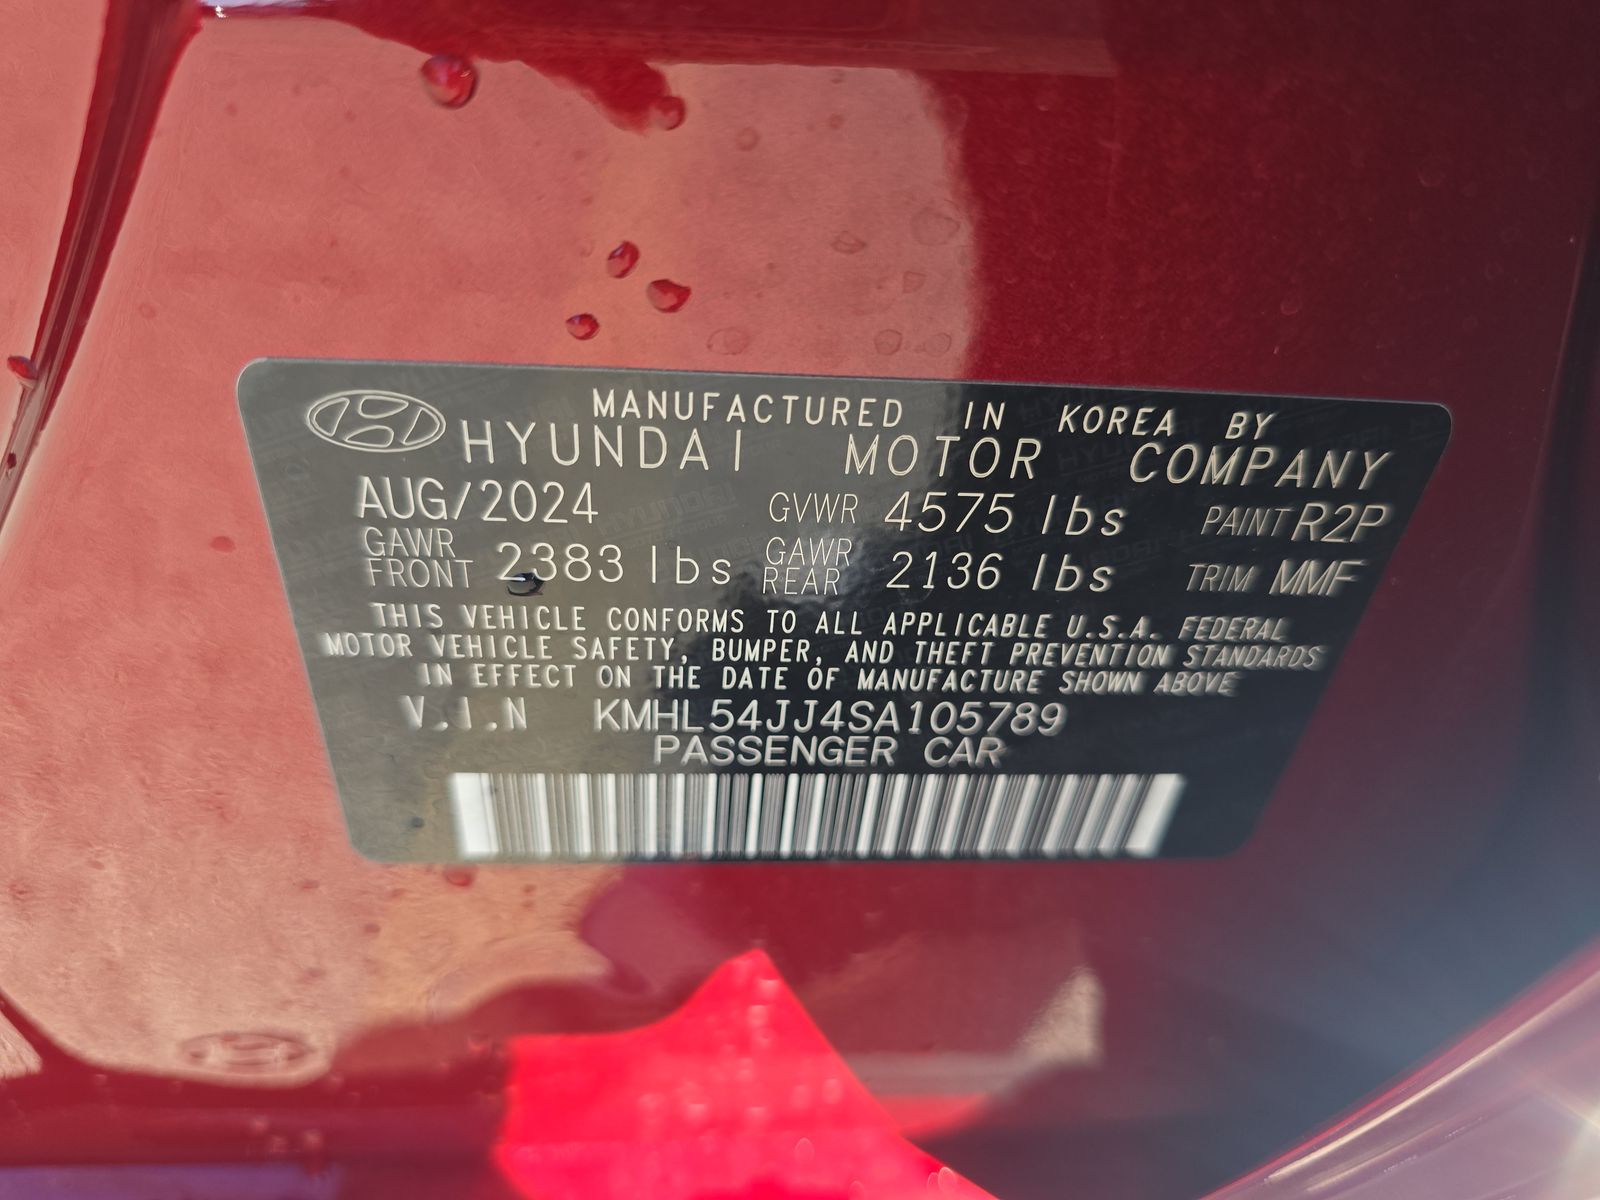 MANUFACTURED IN KOREA BY
HYUNDAI MOTOR COMPANY
AUG/2024 GVWR 4575 lbs PAINT R2P
GAWR FRONT 2383 lbs GAWR REAR 2136 lbs TRIM MMF
THIS VEHICLE CONFORMS TO ALL APPLICABLE U.S.A. FEDERAL
MOTOR VEHICLE SAFETY, BUMPER, AND THEFT PREVENTION STANDARDS
IN EFFECT ON THE DATE OF MANUFACTURE SHOWN ABOVE
V.I.N KMHL54JJ4SA105789
PASSENGER CAR